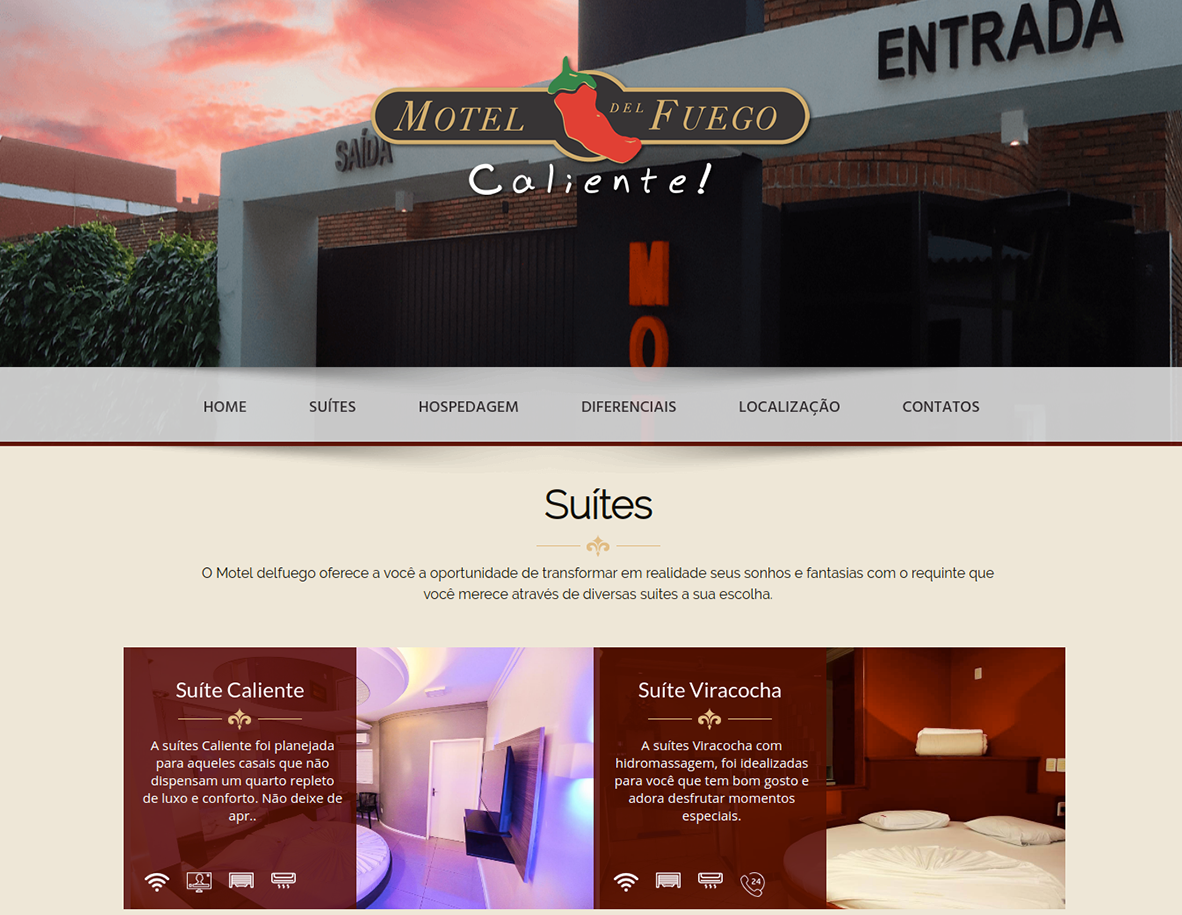 ENTRADA
SAÍDA
MOTEL DEL FUEGO
Caliente!
M
O
HOME SUÍTES HOSPEDAGEM DIFERENCIAIS LOCALIZAÇÃO CONTATOS
Suítes
O Motel delfuego oferece a você a oportunidade de transformar em realidade seus sonhos e fantasias com o requinte que
você merece através de diversas suites a sua escolha.
Suíte Caliente
A suítes Caliente foi planejada
para aqueles casais que não
dispensam um quarto repleto
de luxo e conforto. Não deixe de
apr..
Suíte Viracocha
A suítes Viracocha com
hidromassagem, foi idealizadas
para você que tem bom gosto e
adora desfrutar momentos
especiais.
24